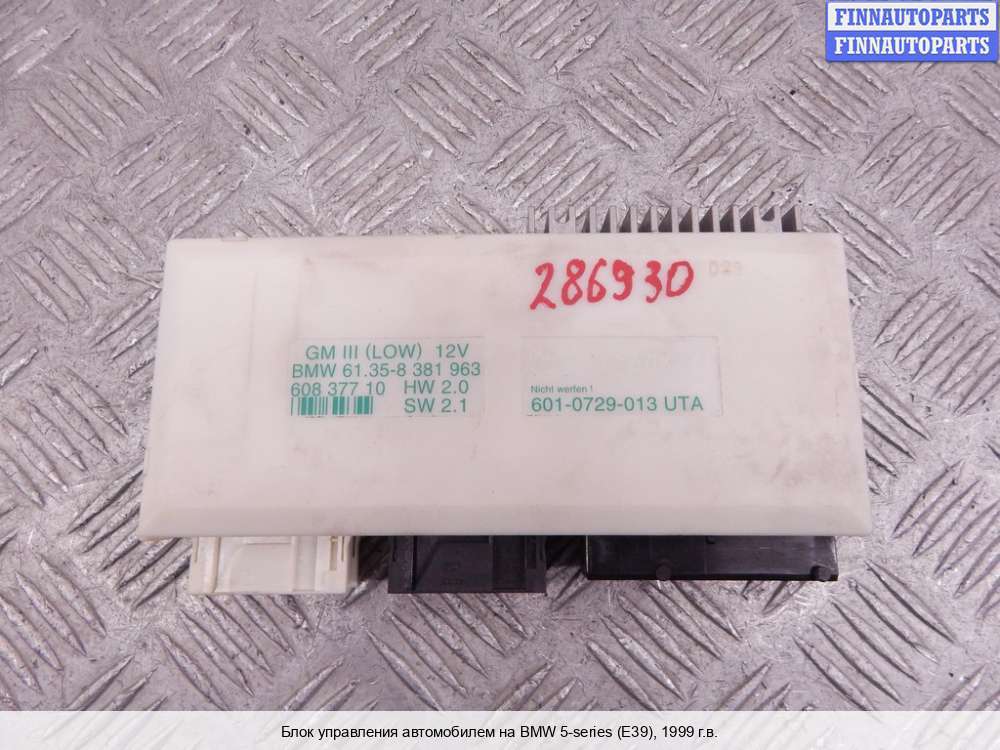 FINNAUTOPARTS
FINNAUTOPARTS
286930
GM III (LOW) 12V
BMW 61.35-8 381 963
608 377 10 HW 2.0
SW 2.1
Nicht werfen !
601-0729-013 UTA
Блок управления автомобилем на BMW 5-series (E39), 1999 г.в.